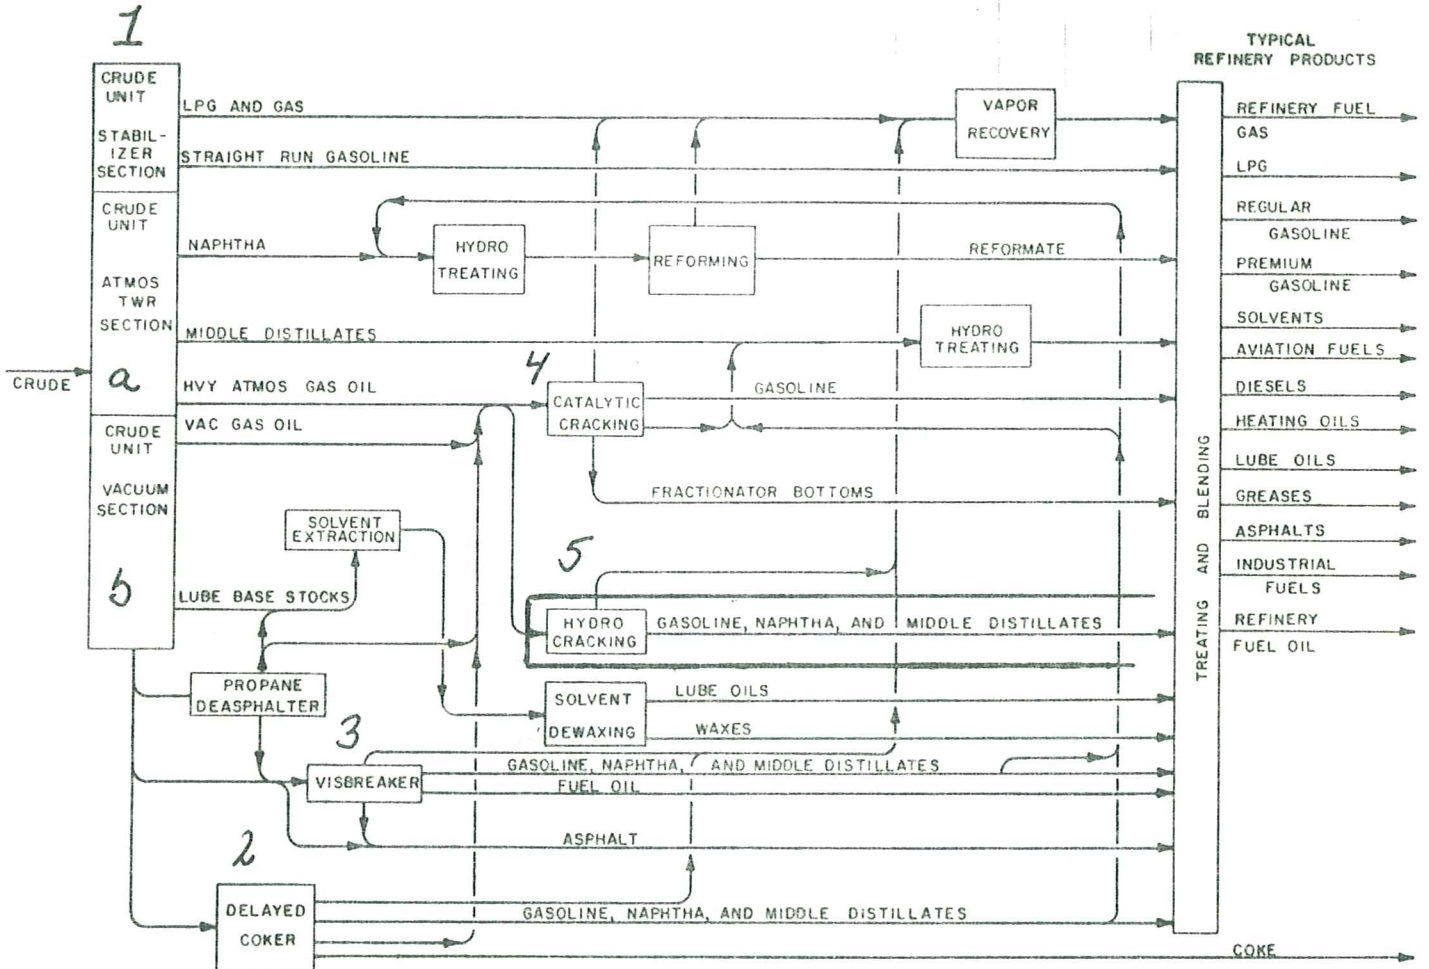 1
TYPICAL
REFINERY PRODUCTS
CRUDE
UNIT
STABIL-
IZER
SECTION
LPG AND GAS
STRAIGHT RUN GASOLINE
VAPOR
RECOVERY
REFINERY FUEL
GAS
LPG
CRUDE
UNIT
ATMOS
TWR
SECTION
a
NAPHTHA
HYDRO
TREATING
REFORMING
REFORMATE
REGULAR
GASOLINE
PREMIUM
GASOLINE
MIDDLE DISTILLATES
HYDRO
TREATING
SOLVENTS
AVIATION FUELS
CRUDE
HVY ATMOS GAS OIL
4
CATALYTIC
CRACKING
GASOLINE
DIESELS
HEATING OILS
CRUDE
UNIT
VACUUM
SECTION
b
VAC GAS OIL
FRACTIONATOR BOTTOMS
LUBE OILS
GREASES
ASPHALTS
INDUSTRIAL
FUELS
REFINERY
FUEL OIL
TREATING AND BLENDING
SOLVENT
EXTRACTION
LUBE BASE STOCKS
5
HYDRO
CRACKING
GASOLINE, NAPHTHA, AND MIDDLE DISTILLATES
PROPANE
DEASPHALTER
SOLVENT
DEWAXING
LUBE OILS
WAXES
3
VISBREAKER
GASOLINE, NAPHTHA, AND MIDDLE DISTILLATES
FUEL OIL
ASPHALT
2
DELAYED
COKER
GASOLINE, NAPHTHA, AND MIDDLE DISTILLATES
COKE